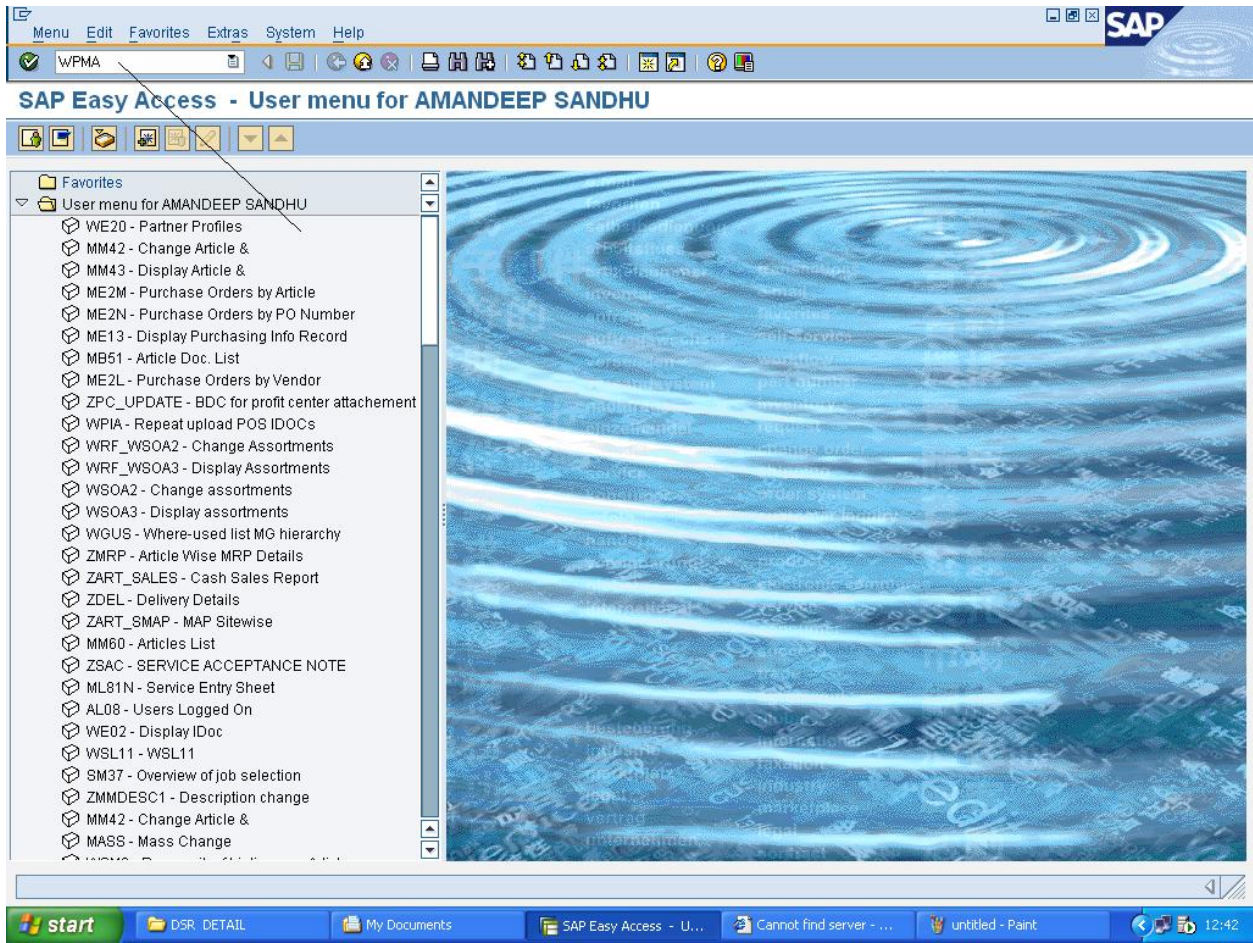 Menu Edit Favorites Extras System Help
SAP
WPMA
SAP Easy Access - User menu for AMANDEEP SANDHU
Favorites
User menu for AMANDEEP SANDHU
WE20 - Partner Profiles
MM42 - Change Article &
MM43 - Display Article &
ME2M - Purchase Orders by Article
ME2N - Purchase Orders by PO Number
ME13 - Display Purchasing Info Record
MB51 - Article Doc. List
ME2L - Purchase Orders by Vendor
ZPC_UPDATE - BDC for profit center attachement
WPIA - Repeat upload POS IDOCs
WRF_WSOA2 - Change Assortments
WRF_WSOA3 - Display Assortments
WSOA2 - Change assortments
WSOA3 - Display assortments
WGUS - Where-used list MG hierarchy
ZMRP - Article Wise MRP Details
ZART_SALES - Cash Sales Report
ZDEL - Delivery Details
ZART_SMAP - MAP Sitewise
MM60 - Articles List
ZSAC - SERVICE ACCEPTANCE NOTE
ML81N - Service Entry Sheet
AL08 - Users Logged On
WE02 - Display IDoc
WSL11 - WSL11
SM37 - Overview of job selection
ZMMDESC1 - Description change
MM42 - Change Article &
MASS - Mass Change
start DSR DETAIL My Documents SAP Easy Access - U... Cannot find server - ... untitled - Paint 12:42